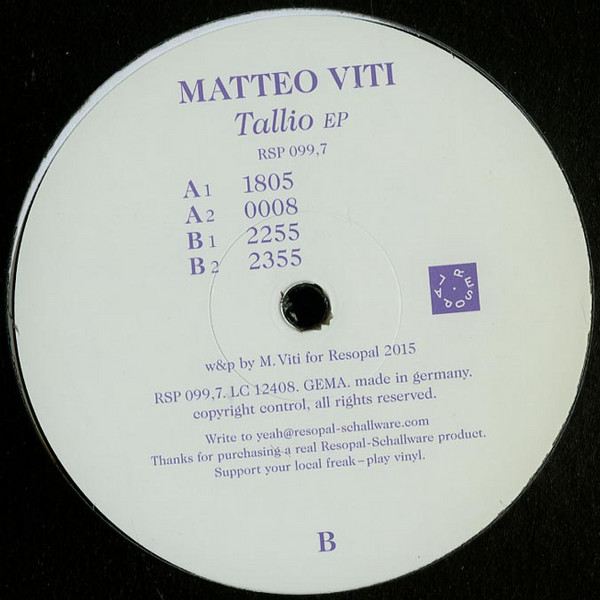 MATTEO VITI
Tallio EP
RSP 099,7
A1 1805
A2 0008
B1 2255
B2 2355
RESOPAL
w&p by M. Viti for Resopal 2015
RSP 099,7. LC 12408. GEMA. made in germany.
copyright control, all rights reserved.
Write to yeah@resopal-schallware.com
Thanks for purchasing a real Resopal-Schallware product.
Support your local freak–play vinyl.
B